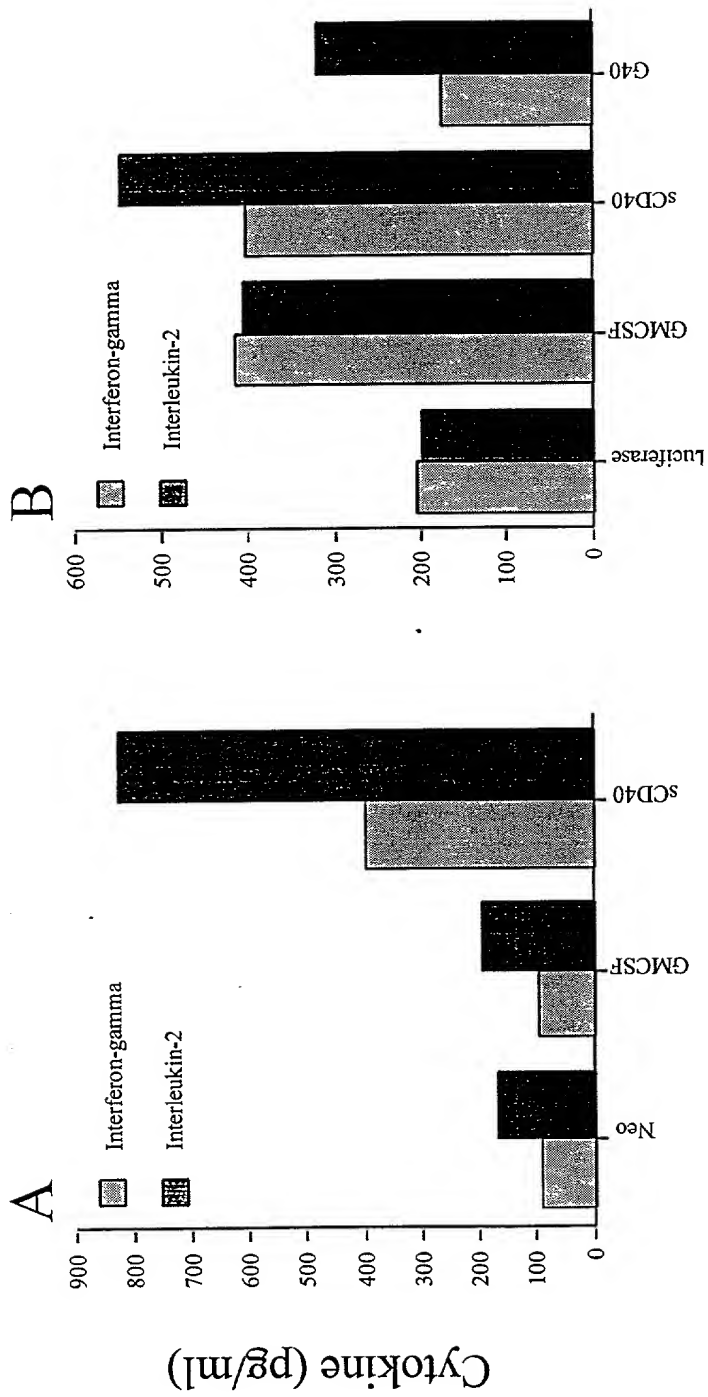 A
Interferon-gamma
Interleukin-2
Cytokine (pg/ml)
900
800
700
600
500
400
300
200
100
0
Neo
GMCSF
sCD40
B
Interferon-gamma
Interleukin-2
600
500
400
300
200
100
0
Luciferase
GMCSF
sCD40
G40